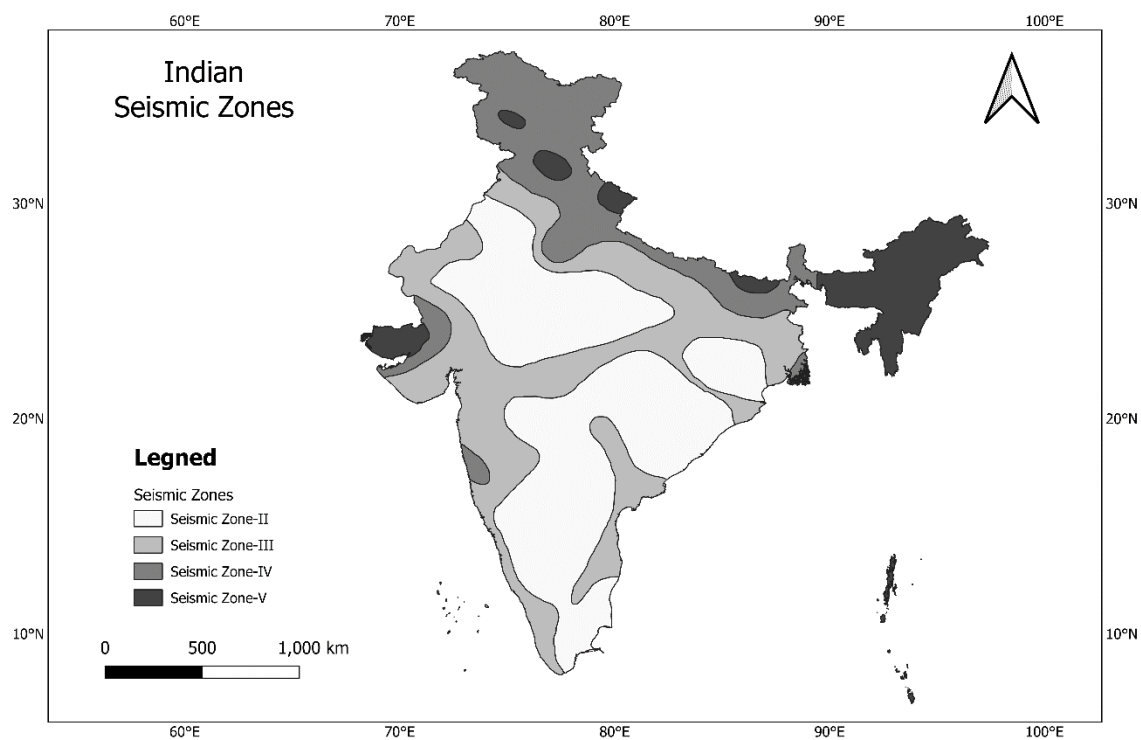 60°E 70°E 80°E 90°E 100°E
Indian
Seismic Zones
30°N 30°N
20°N 20°N
Legned
Seismic Zones
Seismic Zone-II
Seismic Zone-III
Seismic Zone-IV
Seismic Zone-V
10°N 10°N
0 500 1,000 km
60°E 70°E 80°E 90°E 100°E